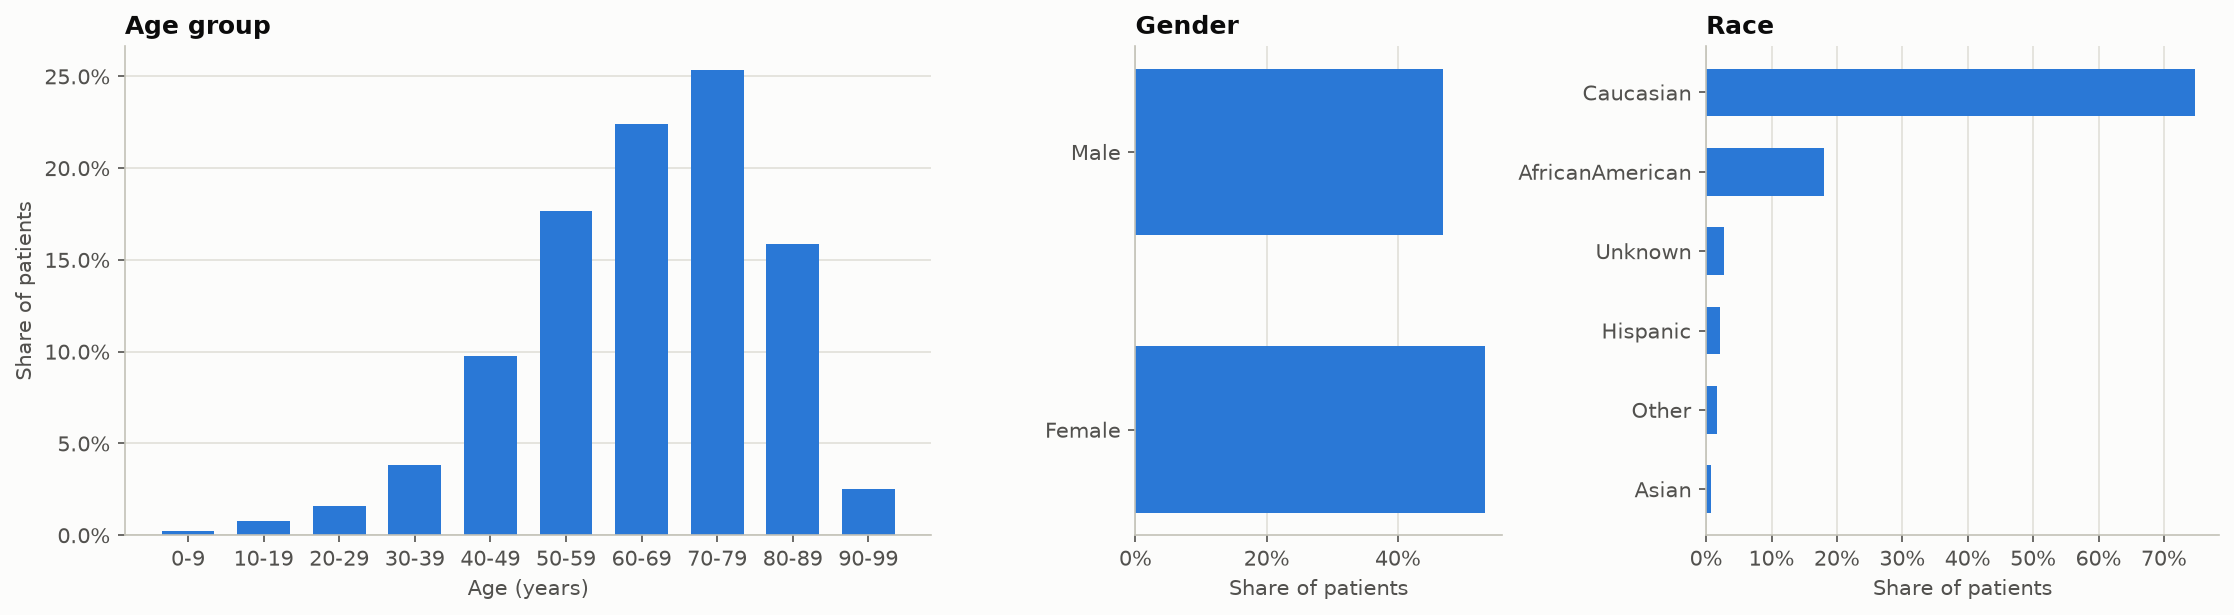 Age group
Share of patients
25.0%
20.0%
15.0%
10.0%
5.0%
0.0%
0-9 10-19 20-29 30-39 40-49 50-59 60-69 70-79 80-89 90-99
Age (years)
Gender
Male
Female
0% 20% 40%
Share of patients
Race
Caucasian
AfricanAmerican
Unknown
Hispanic
Other
Asian
0% 10% 20% 30% 40% 50% 60% 70%
Share of patients